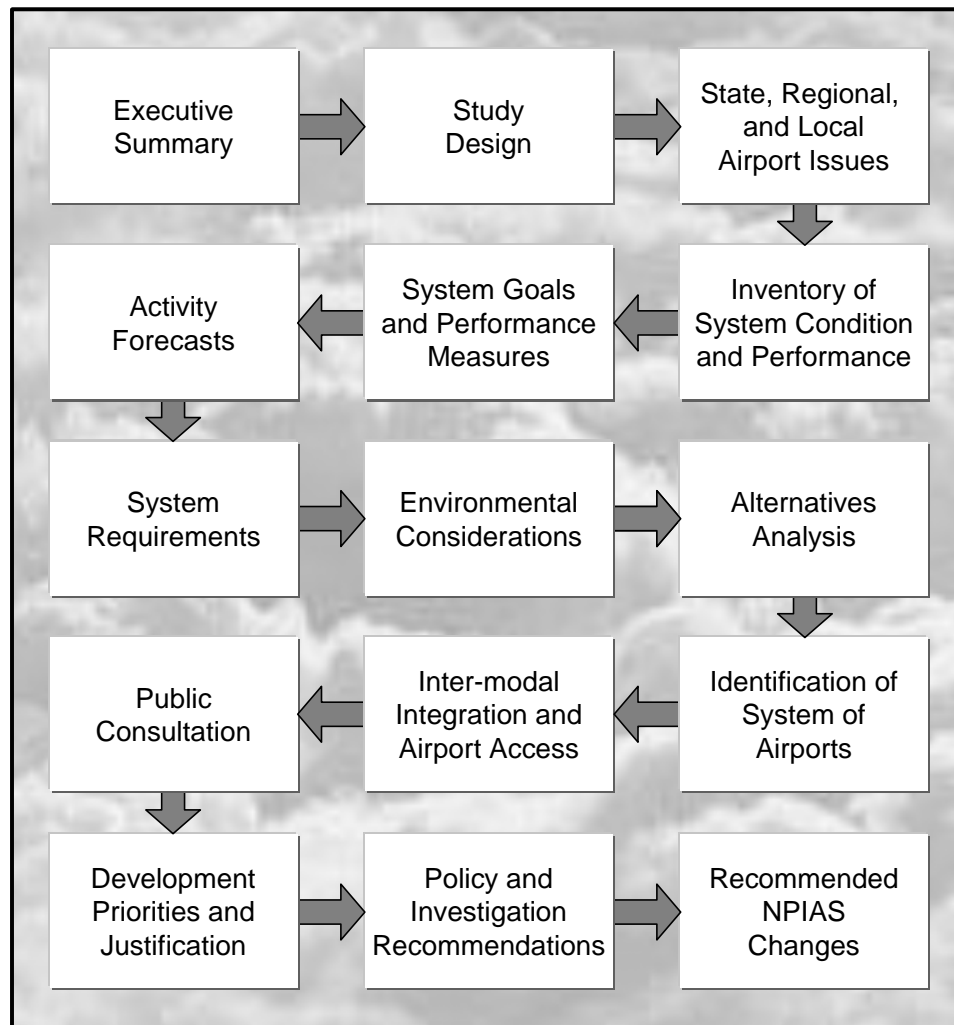 Executive
Summary
Study
Design
State, Regional,
and Local
Airport Issues
Inventory of
System Condition
and Performance
System Goals
and Performance
Measures
Activity
Forecasts
System
Requirements
Environmental
Considerations
Alternatives
Analysis
Identification of
System of
Airports
Inter-modal
Integration and
Airport Access
Public
Consultation
Development
Priorities and
Justification
Policy and
Investigation
Recommendations
Recommended
NPIAS
Changes